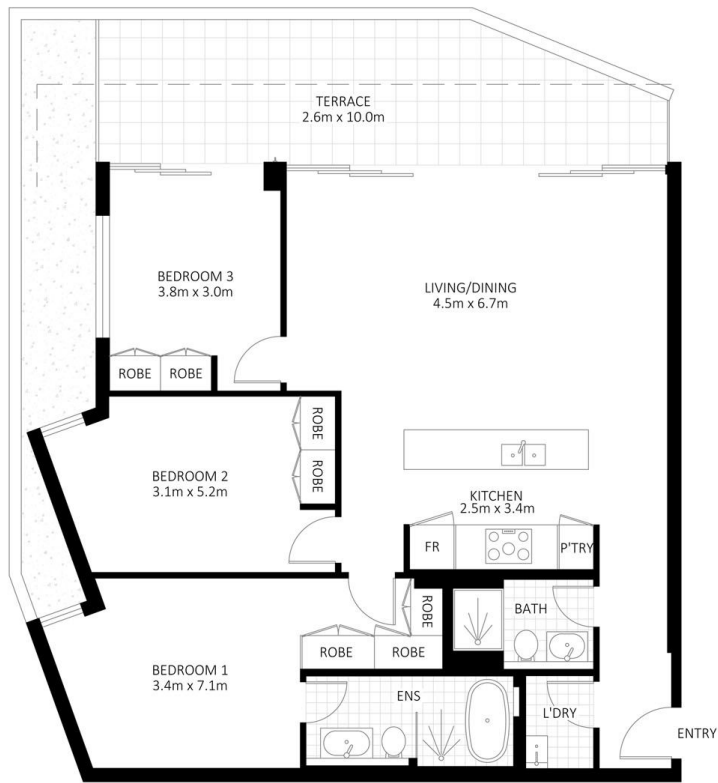 TERRACE
2.6m x 10.0m
BEDROOM 3
3.8m x 3.0m
LIVING/DINING
4.5m x 6.7m
ROBE
ROBE
ROBE
ROBE
BEDROOM 2
3.1m x 5.2m
KITCHEN
2.5m x 3.4m
FR
P'TRY
ROBE
BATH
ROBE
ROBE
BEDROOM 1
3.4m x 7.1m
ENS
L'DRY
ENTRY